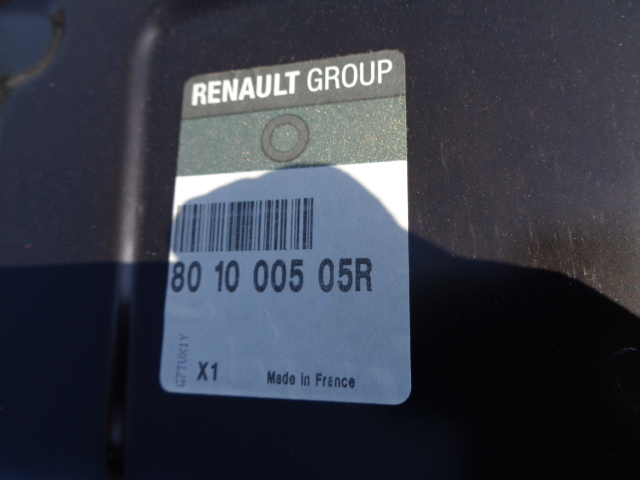 RENAULT GROUP
80 10 005 05R
X1
Made in France